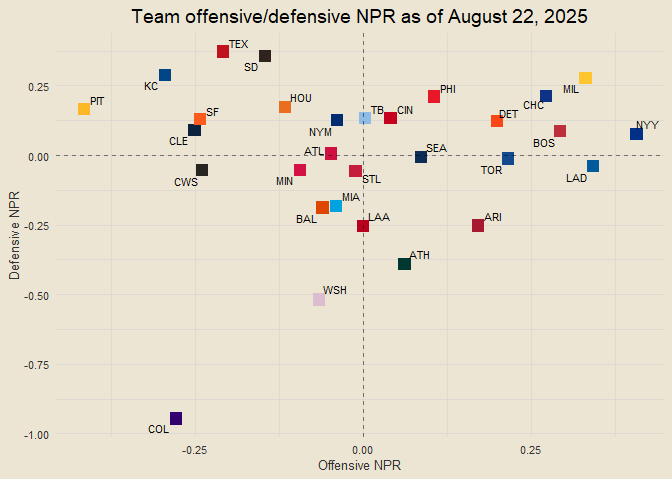 Team offensive/defensive NPR as of August 22, 2025
TEX
SD
KC
MIL
PIT
HOU
PHI
CHC
SF
TB
CIN
DET
NYY
NYM
CLE
BOS
ATL
SEA
TOR
CWS
MIN
STL
LAD
MIA
BAL
LAA
ARI
ATH
WSH
COL
0.25
0.00
-0.25
-0.50
-0.75
-1.00
Defensive NPR
-0.25
0.00
0.25
Offensive NPR